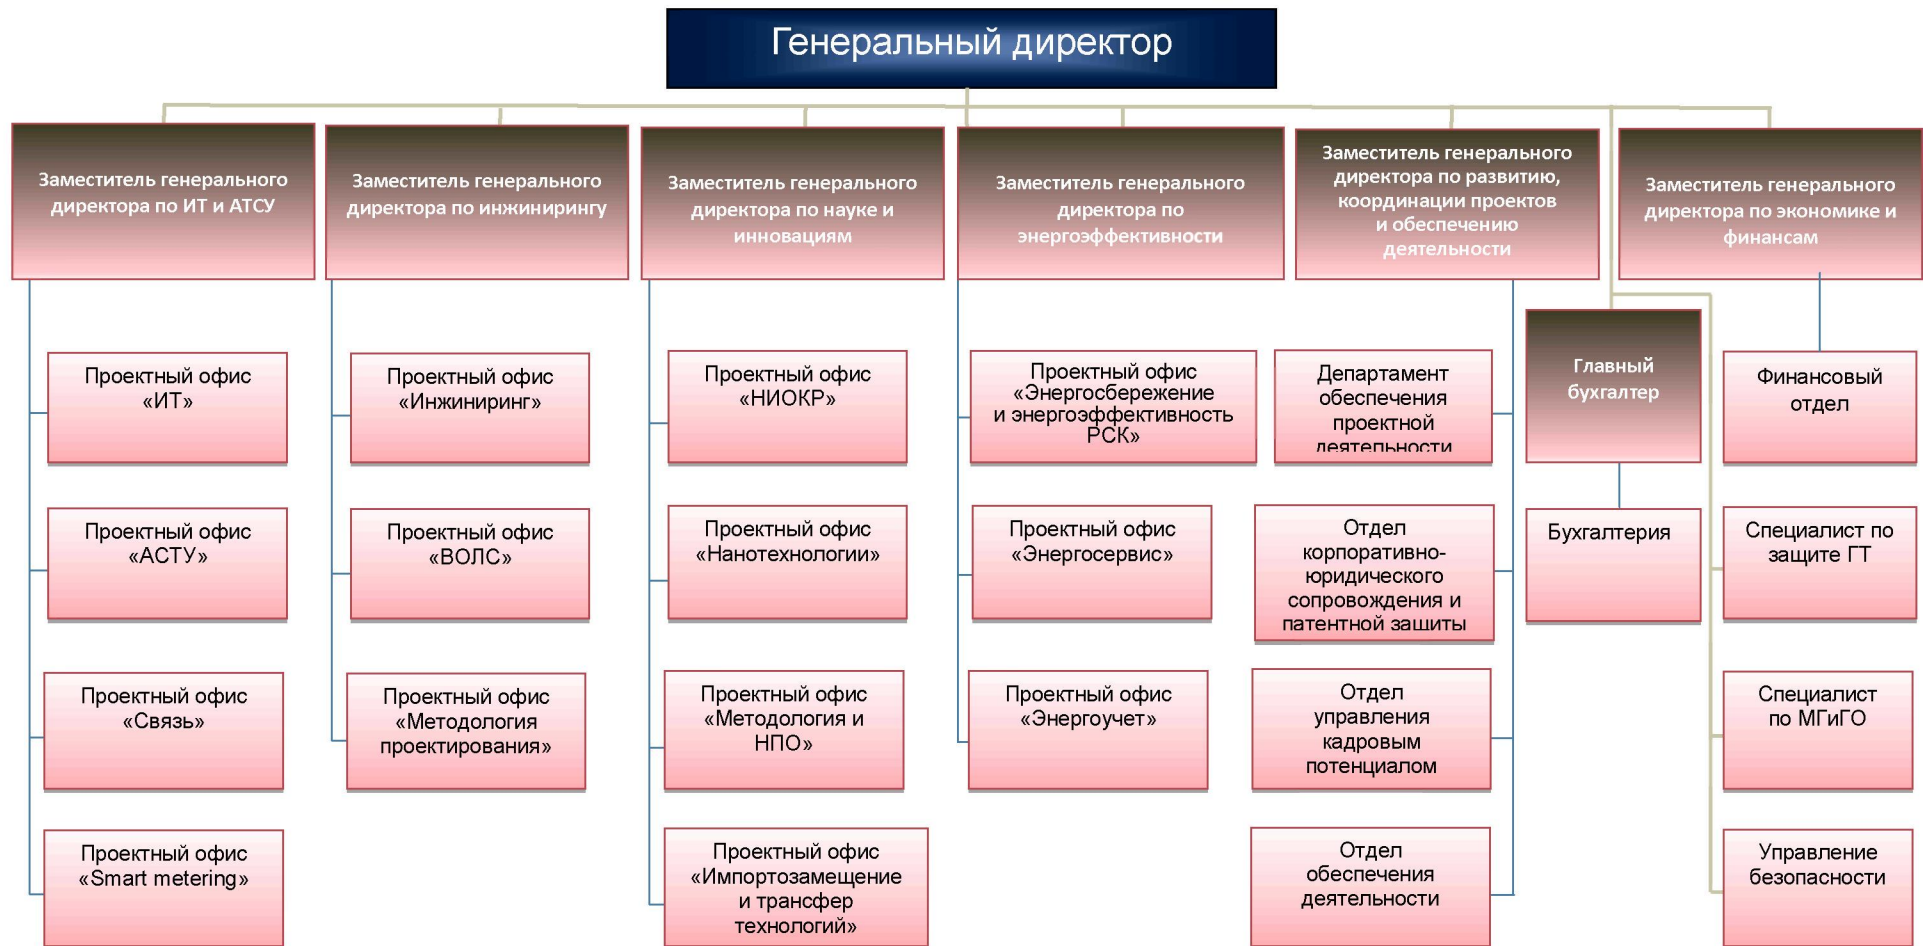 Генеральный директор
Заместитель генерального
директора по ИТ и АТСУ
Заместитель генерального
директора по инжинирингу
Заместитель генерального
директора по науке и
инновациям
Заместитель генерального
директора по
энергоэффективности
Заместитель генерального
директора по развитию,
координации проектов
и обеспечению
деятельности
Заместитель генерального
директора по экономике и
финансам
Проектный офис
«ИТ»
Проектный офис
«АСТУ»
Проектный офис
«Связь»
Проектный офис
«Smart metering»
Проектный офис
«Инжиниринг»
Проектный офис
«ВОЛС»
Проектный офис
«Методология
проектирования»
Проектный офис
«НИОКР»
Проектный офис
«Нанотехнологии»
Проектный офис
«Методология и
НПО»
Проектный офис
«Импортозамещение
и трансфер
технологий»
Проектный офис
«Энергосбережение
и энергоэффективность
РСК»
Проектный офис
«Энергосервис»
Проектный офис
«Энергоучет»
Департамент
обеспечения
проектной
деятельности
Отдел
корпоративно-
юридического
сопровождения и
патентной защиты
Отдел
управления
кадровым
потенциалом
Отдел
обеспечения
деятельности
Главный
бухгалтер
Бухгалтерия
Финансовый
отдел
Специалист по
защите ГТ
Специалист
по МГиГО
Управление
безопасности